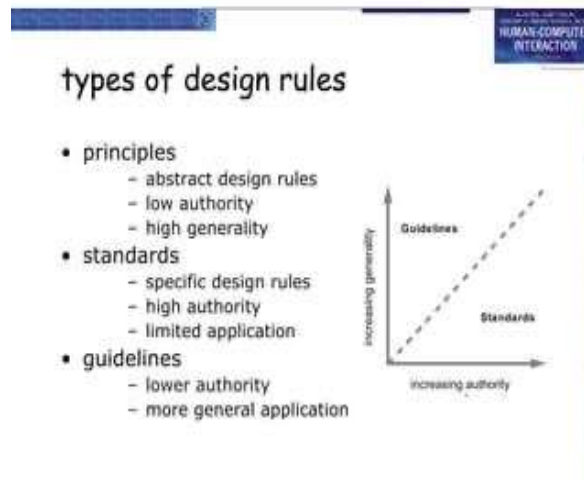 HUMAN-COMPUTE
INTERACTION
types of design rules
• principles
– abstract design rules
– low authority
– high generality
• standards
– specific design rules
– high authority
– limited application
• guidelines
– lower authority
– more general application
increasing generality
Guidelines
Standards
increasing authority